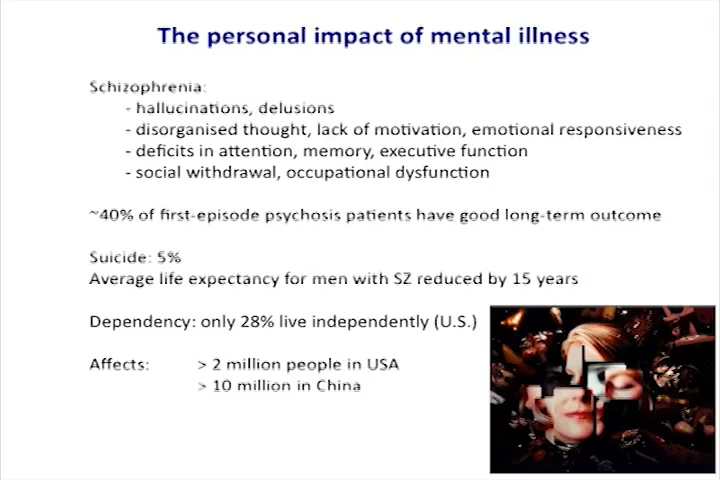 The personal impact of mental illness
Schizophrenia:
- hallucinations, delusions
- disorganised thought, lack of motivation, emotional responsiveness
- deficits in attention, memory, executive function
- social withdrawal, occupational dysfunction
~40% of first-episode psychosis patients have good long-term outcome
Suicide: 5%
Average life expectancy for men with SZ reduced by 15 years
Dependency: only 28% live independently (U.S.)
Affects: > 2 million people in USA
> 10 million in China